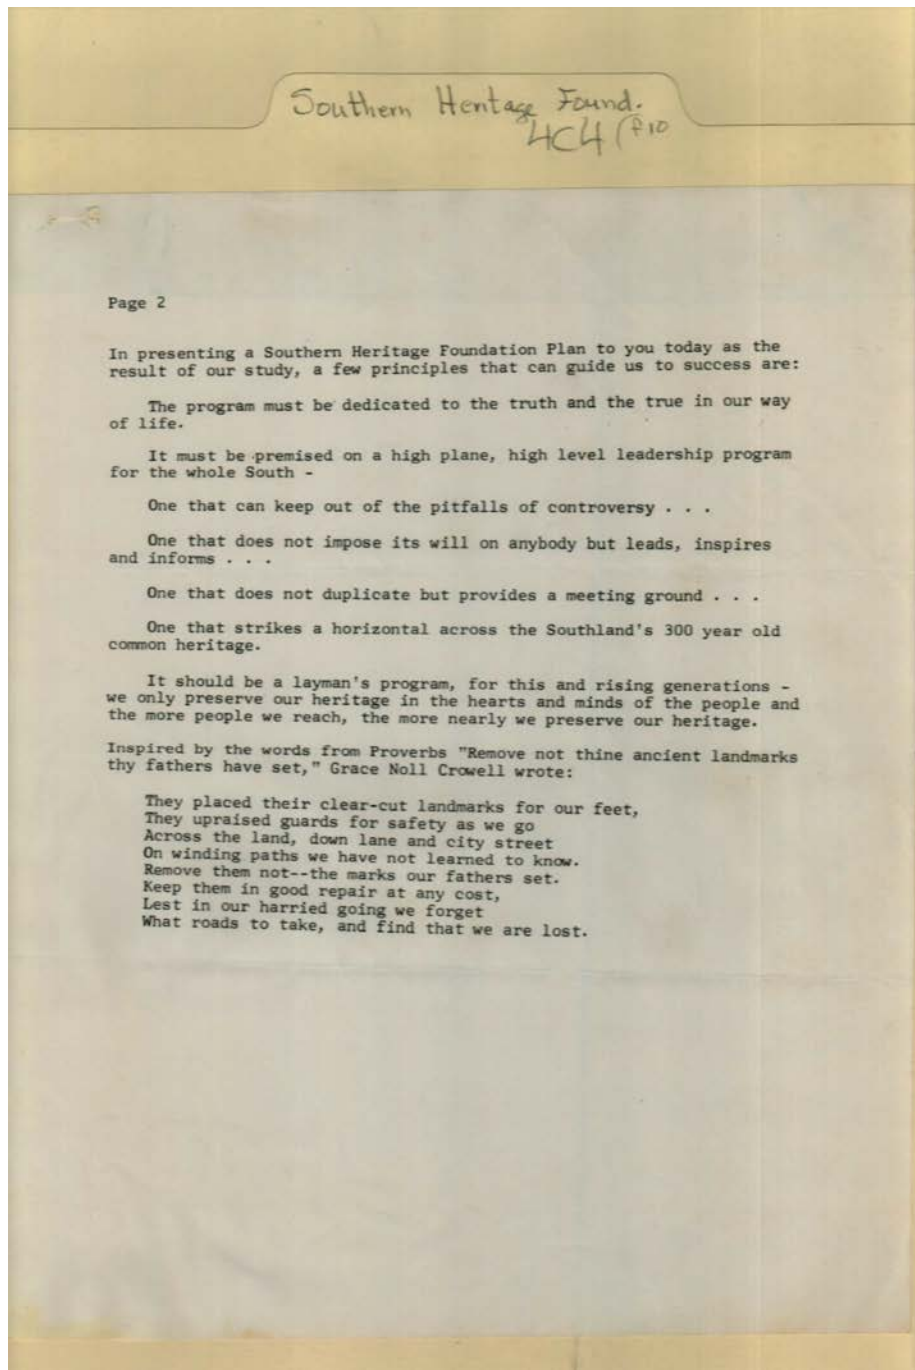 Southern Heritage Found.
4C4 (f10
Page 2
In presenting a Southern Heritage Foundation Plan to you today as the
result of our study, a few principles that can guide us to success are:
The program must be dedicated to the truth and the true in our way
of life.
It must be premised on a high plane, high level leadership program
for the whole South -
One that can keep out of the pitfalls of controversy . . .
One that does not impose its will on anybody but leads, inspires
and informs . . .
One that does not duplicate but provides a meeting ground . . .
One that strikes a horizontal across the Southland's 300 year old
common heritage.
It should be a layman's program, for this and rising generations -
we only preserve our heritage in the hearts and minds of the people and
the more people we reach, the more nearly we preserve our heritage.
Inspired by the words from Proverbs "Remove not thine ancient landmarks
thy fathers have set," Grace Noll Crowell wrote:
They placed their clear-cut landmarks for our feet,
They upraised guards for safety as we go
Across the land, down lane and city street
On winding paths we have not learned to know.
Remove them not--the marks our fathers set.
Keep them in good repair at any cost,
Lest in our harried going we forget
What roads to take, and find that we are lost.